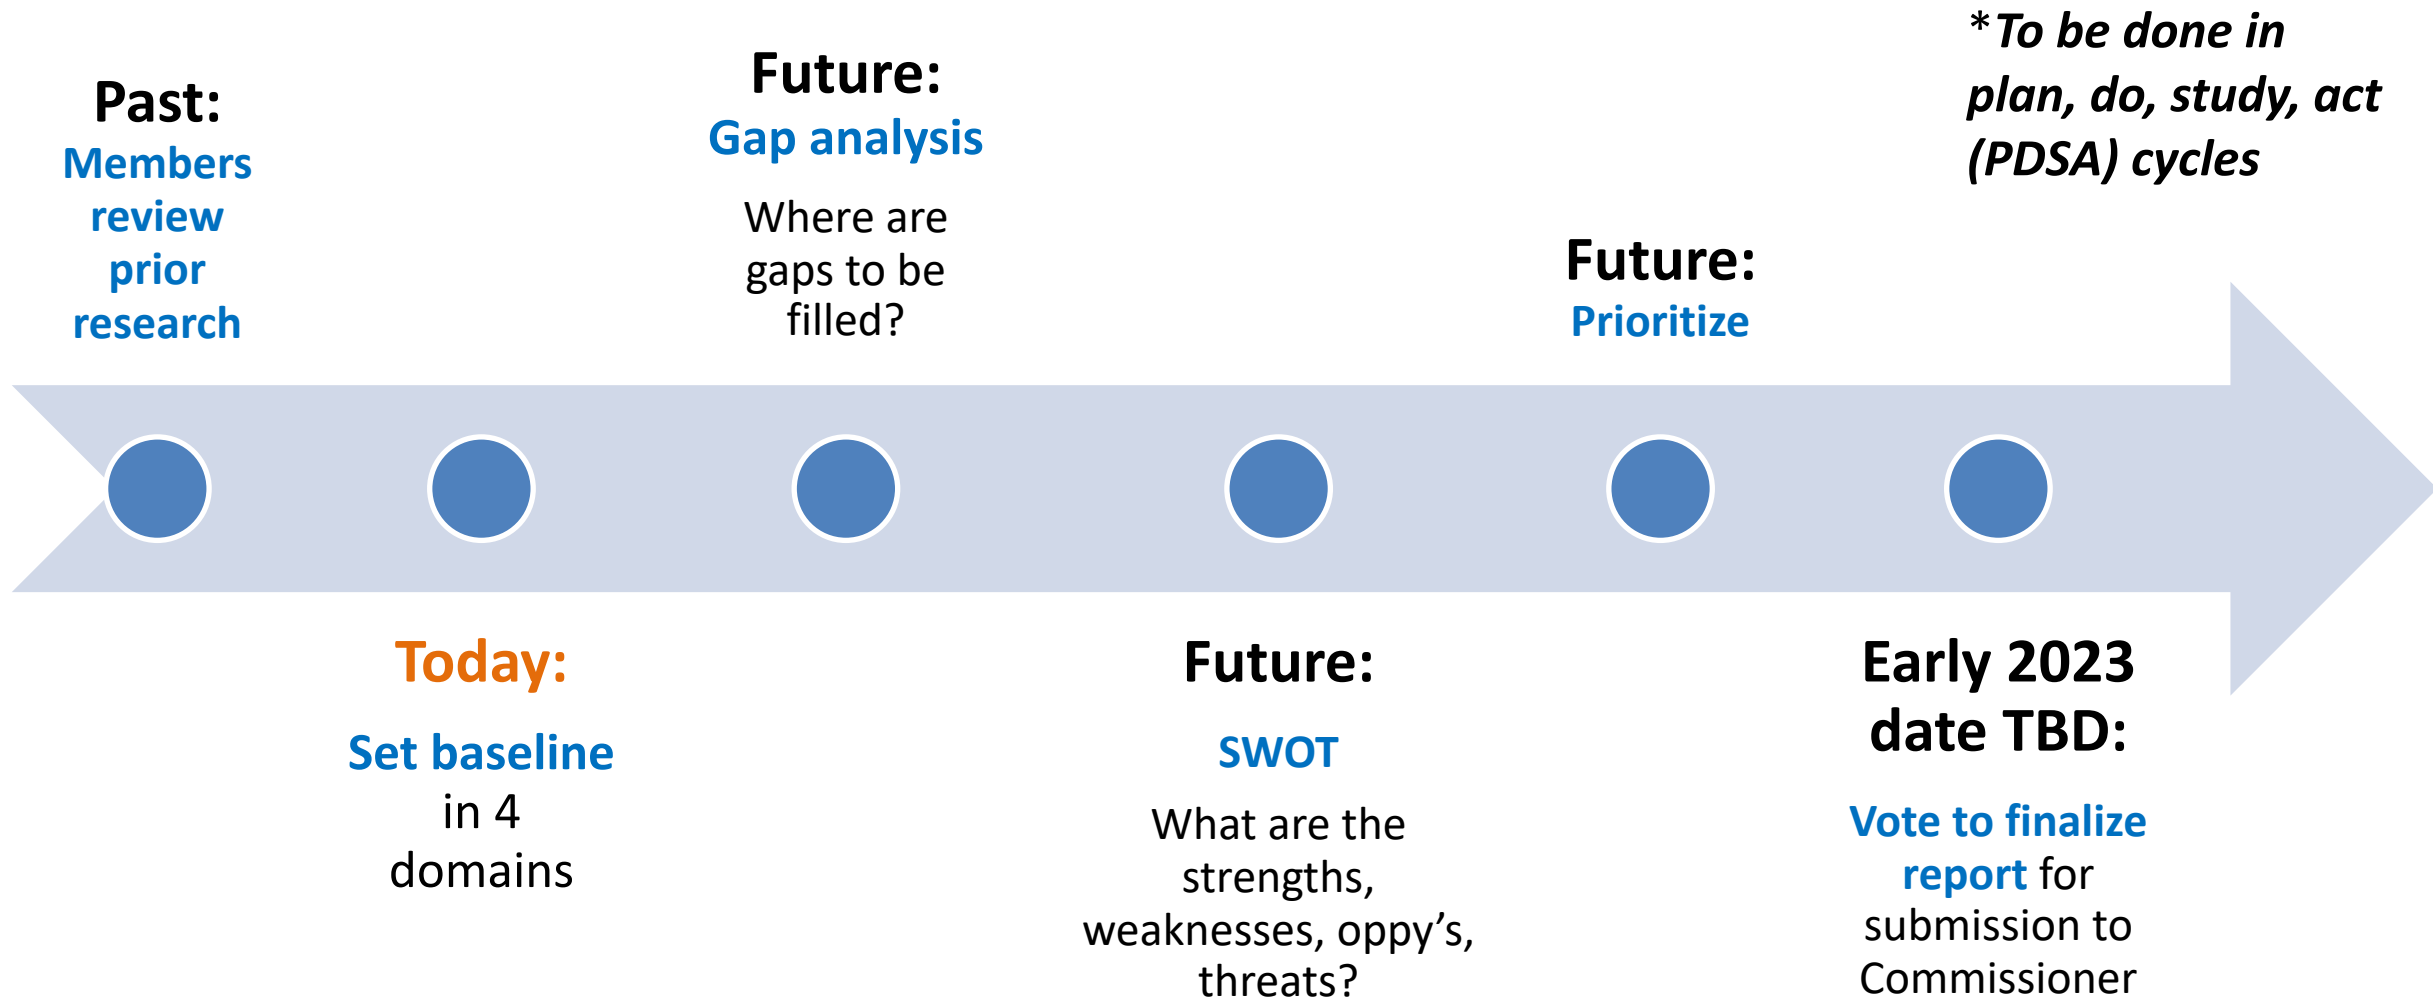 Past:
Members
review
prior
research
Today:
Set baseline
in 4
domains
Future:
Gap analysis
Where are
gaps to be
filled?
Future:
SWOT
What are the
strengths,
weaknesses, oppy’s,
threats?
Future:
Prioritize
Early 2023
date TBD:
Vote to finalize
report for
submission to
Commissioner
*To be done in
plan, do, study, act
(PDSA) cycles